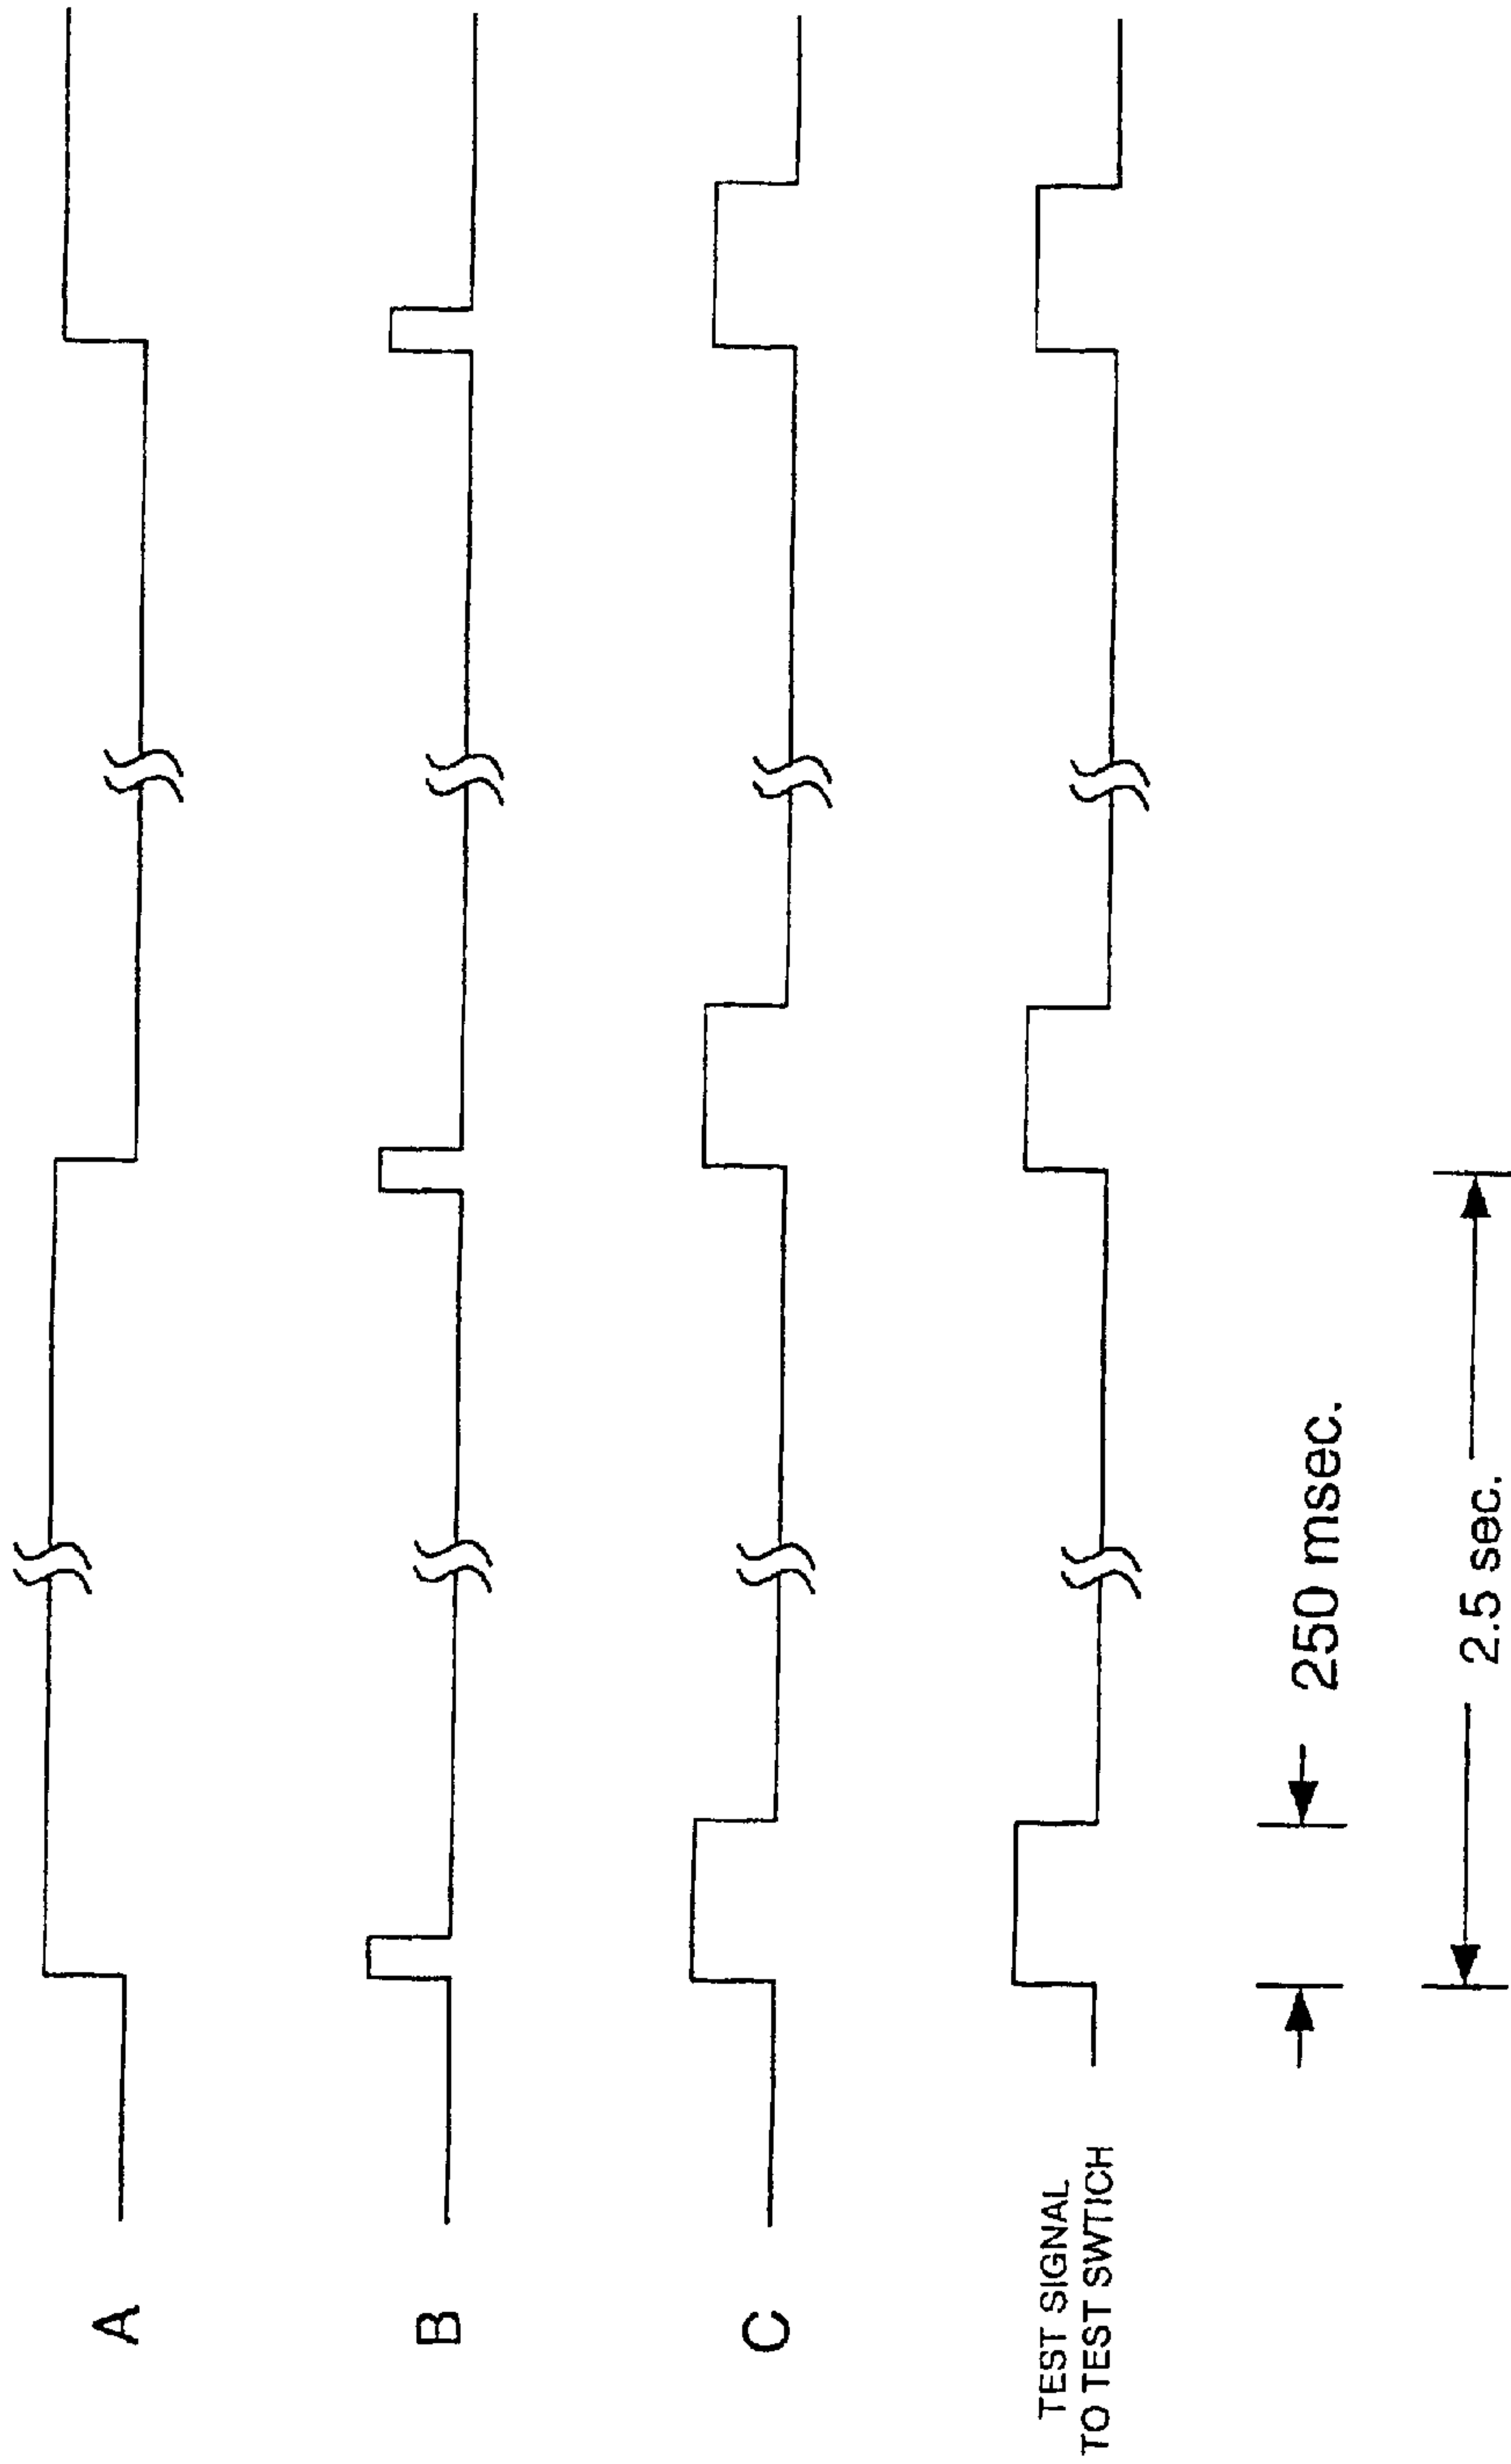 A
B
C
TEST SIGNAL
TO TEST SWTICH
250 msec.
2.5 sec.